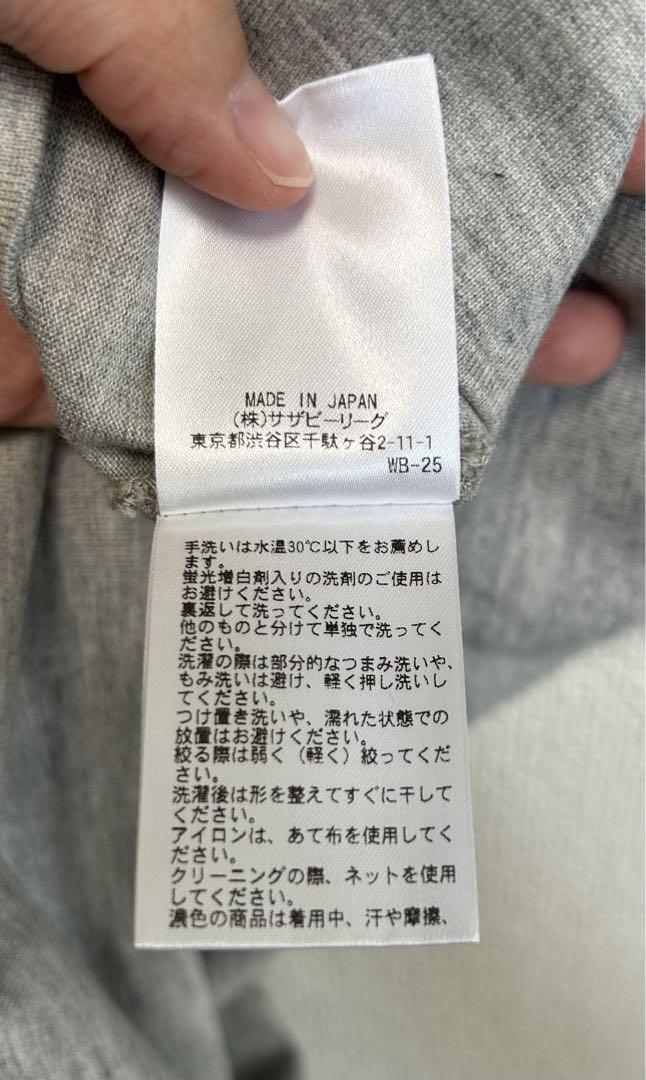 MADE IN JAPAN
(株)サザビーリーグ
東京都渋谷区千駄ヶ谷2-11-1
WB-25
手洗いは水温30℃以下をお薦めし
ます。
蛍光増白剤入りの洗剤のご使用は
お避けください。
裏返して洗ってください。
他のものと分けて単独で洗ってく
ださい。
洗濯の際は部分的なつまみ洗いや、
もみ洗いは避け、軽く押し洗いし
てください。
つけ置き洗いや、濡れた状態での
放置はお避けください。
絞る際は弱く（軽く）絞ってくだ
さい。
洗濯後は形を整えてすぐに干して
ください。
アイロンは、あて布を使用してく
ださい。
クリーニングの際、ネットを使用
してください。
濃色の商品は着用中、汗や摩擦、